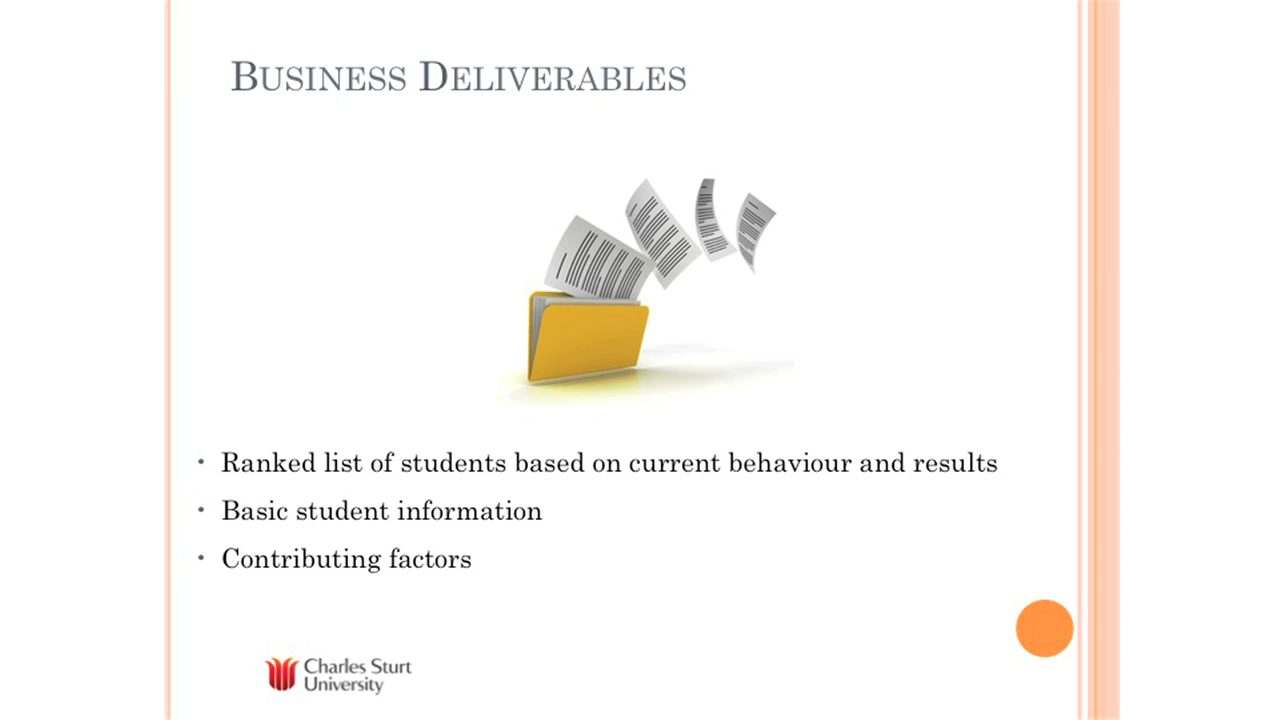 Business Deliverables
• Ranked list of students based on current behaviour and results
• Basic student information
• Contributing factors
Charles Sturt
University